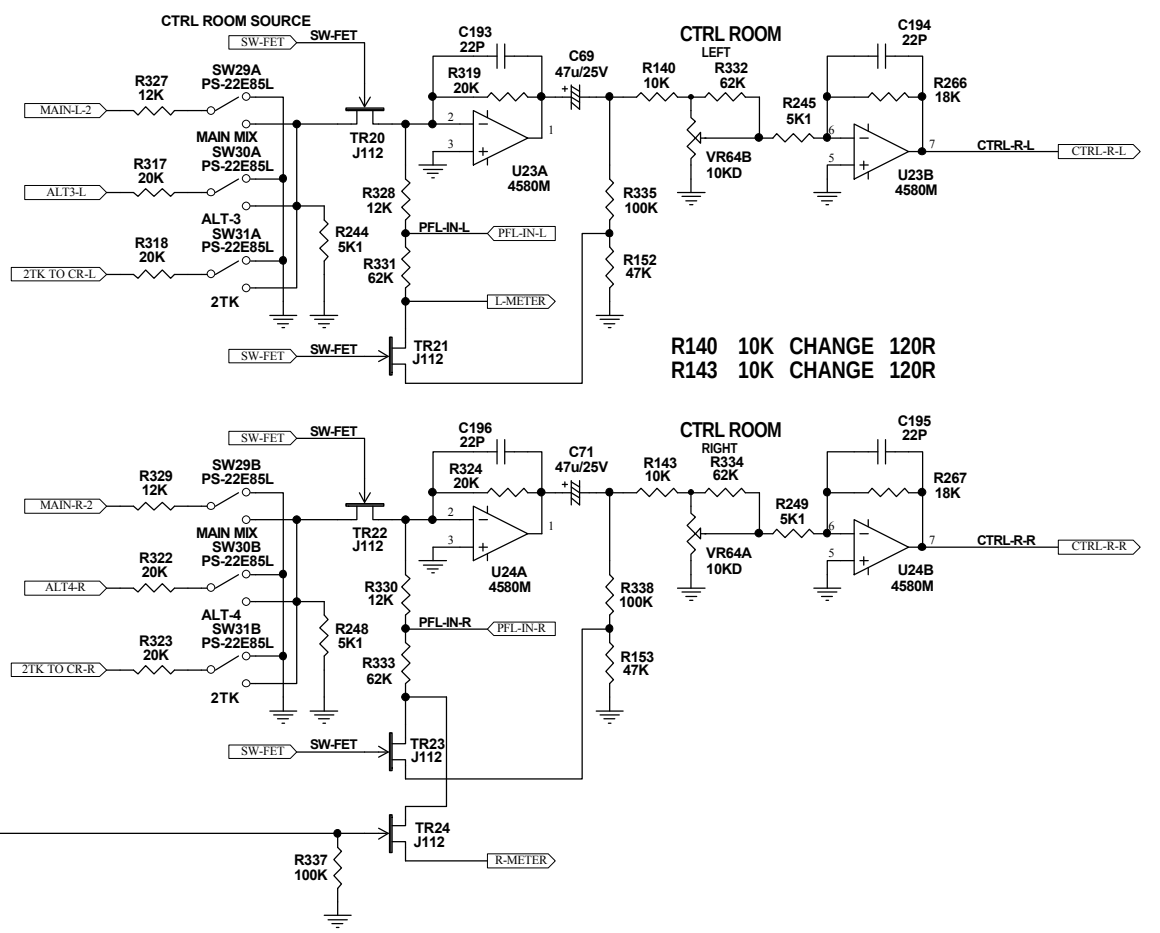 CTRL ROOM SOURCE
SW-FET
SW-FET
MAIN-L-2
R327
12K
SW29A
PS-22E85L
MAIN MIX
ALT3-L
R317
20K
SW30A
PS-22E85L
ALT-3
2TK TO CR-L
R318
20K
SW31A
PS-22E85L
2TK
R244
5K1
TR20
J112
C193
22P
R319
20K
2
3
1
U23A
4580M
R328
12K
PFL-IN-L
PFL-IN-L
R331
62K
L-METER
SW-FET
SW-FET
TR21
J112
C69
+
47u/25V
R335
100K
R152
47K
CTRL ROOM
LEFT
R140
10K
R332
62K
VR64B
10KD
R245
5K1
C194
22P
R266
18K
6
5
7
U23B
4580M
CTRL-R-L
CTRL-R-L
R140 10K CHANGE 120R
R143 10K CHANGE 120R
SW-FET
SW-FET
MAIN-R-2
R329
12K
SW29B
PS-22E85L
MAIN MIX
ALT4-R
R322
20K
SW30B
PS-22E85L
ALT-4
2TK TO CR-R
R323
20K
SW31B
PS-22E85L
2TK
R248
5K1
TR22
J112
C196
22P
R324
20K
2
3
1
U24A
4580M
R330
12K
PFL-IN-R
PFL-IN-R
R333
62K
SW-FET
SW-FET
TR23
J112
C71
+
47u/25V
R338
100K
R153
47K
CTRL ROOM
RIGHT
R143
10K
R334
62K
VR64A
10KD
R249
5K1
C195
22P
R267
18K
6
5
7
U24B
4580M
CTRL-R-R
CTRL-R-R
TR24
J112
R-METER
R337
100K